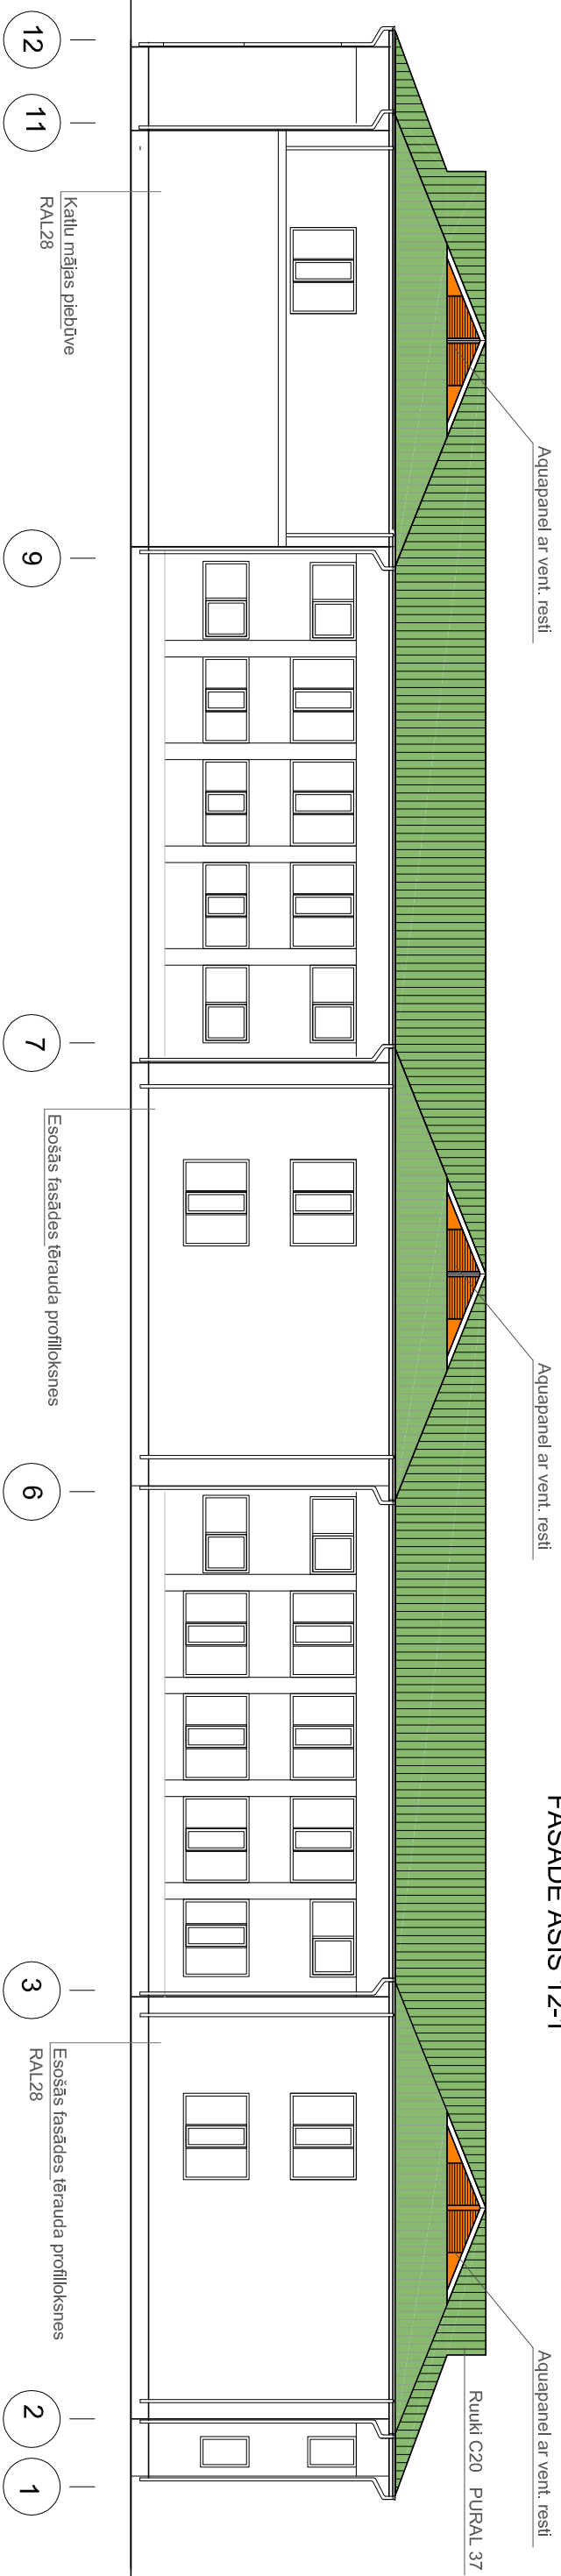 FASĀDE ASĪS 12-1
Aquapanel ar vent. resti
Aquapanel ar vent. resti
Aquapanel ar vent. resti
Ruuki C20 PURAL 37
Katlu mājas piebūve
RAL28
Esošās fasādes tērauda profilloksnes
Esošās fasādes tērauda profilloksnes
RAL28
12
11
9
7
6
3
2
1